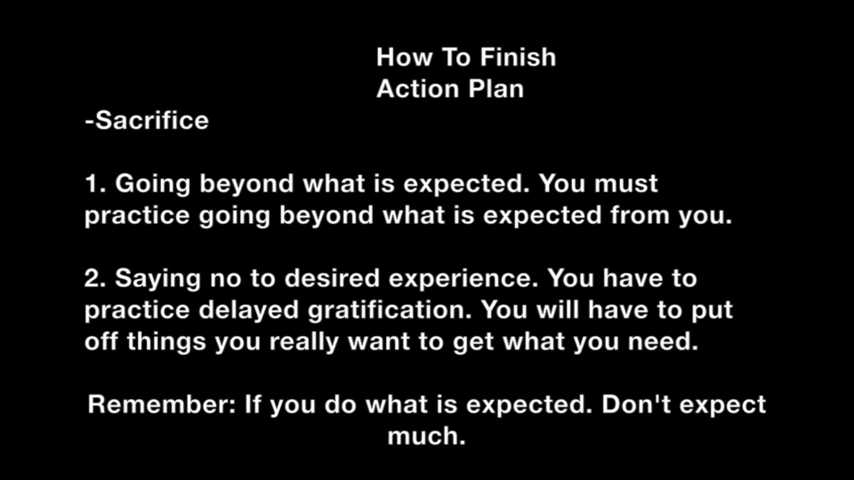 How To Finish
Action Plan
-Sacrifice
1. Going beyond what is expected. You must
practice going beyond what is expected from you.
2. Saying no to desired experience. You have to
practice delayed gratification. You will have to put
off things you really want to get what you need.
Remember: If you do what is expected. Don't expect
much.